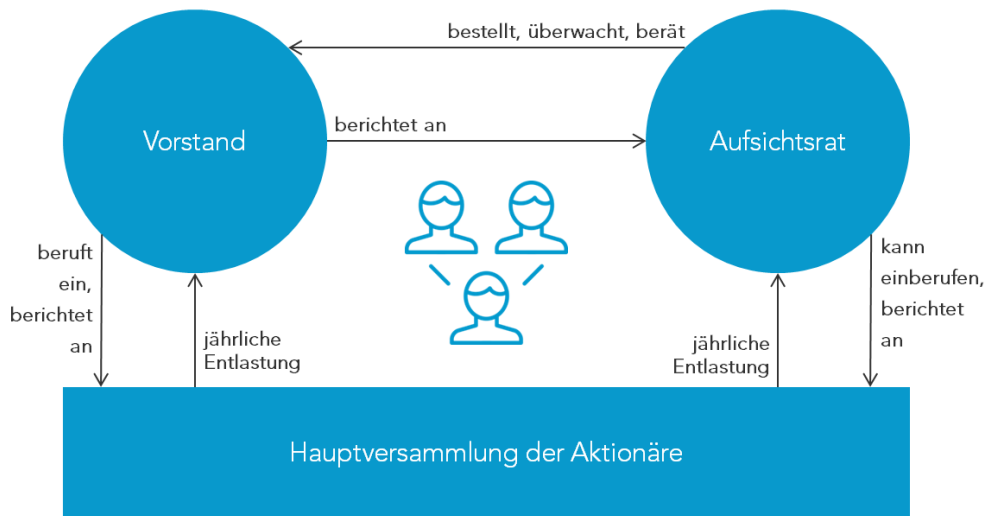 bestellt, überwacht, berät
Vorstand
berichtet an
Aufsichtsrat
beruft
ein,
berichtet
an
jährliche
Entlastung
jährliche
Entlastung
kann
einberufen,
berichtet
an
Hauptversammlung der Aktionäre